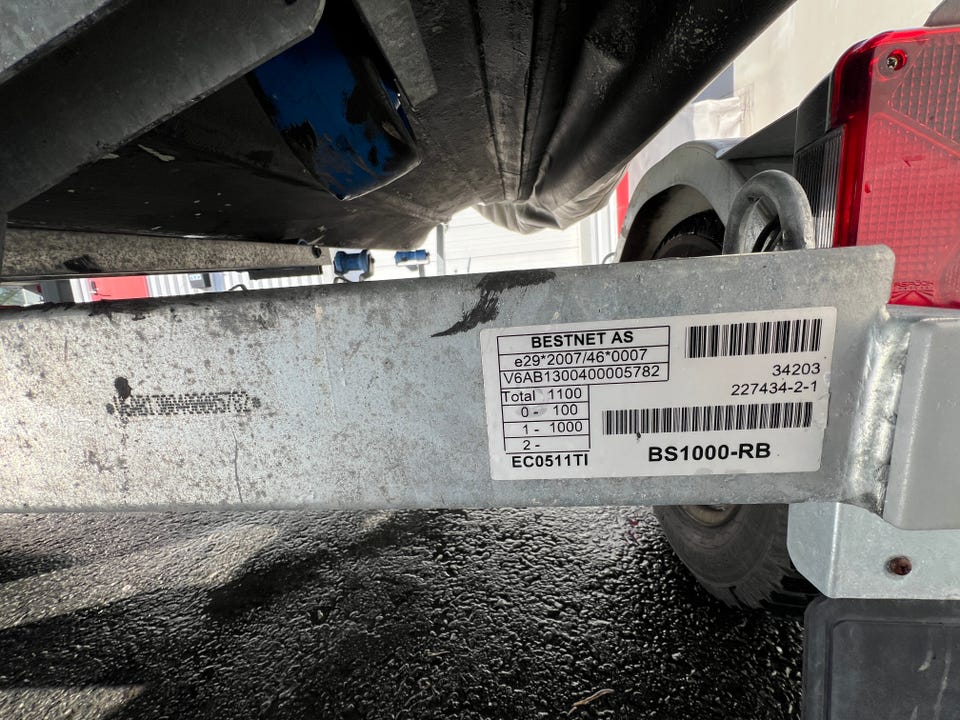 *V6AB1300400005782*
BESTNET AS
e29*2007/46*0007
V6AB1300400005782
Total 1100
0 - 100
1 - 1000
2 -
EC0511TI
34203
227434-2-1
BS1000-RB